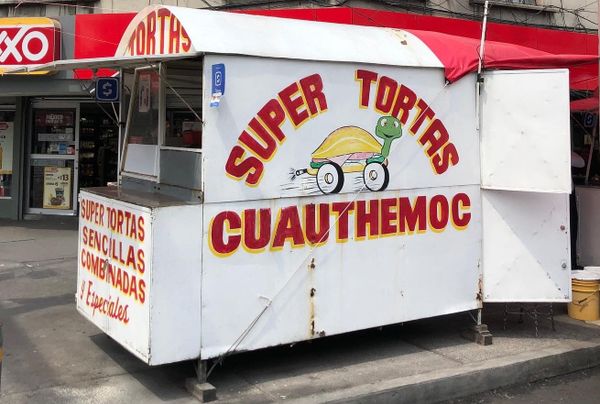 OXXO
TORTAS
SUPER TORTAS
CUAUTHEMOC
SUPER TORTAS
SENCILLAS
COMBINADAS
y Especiales